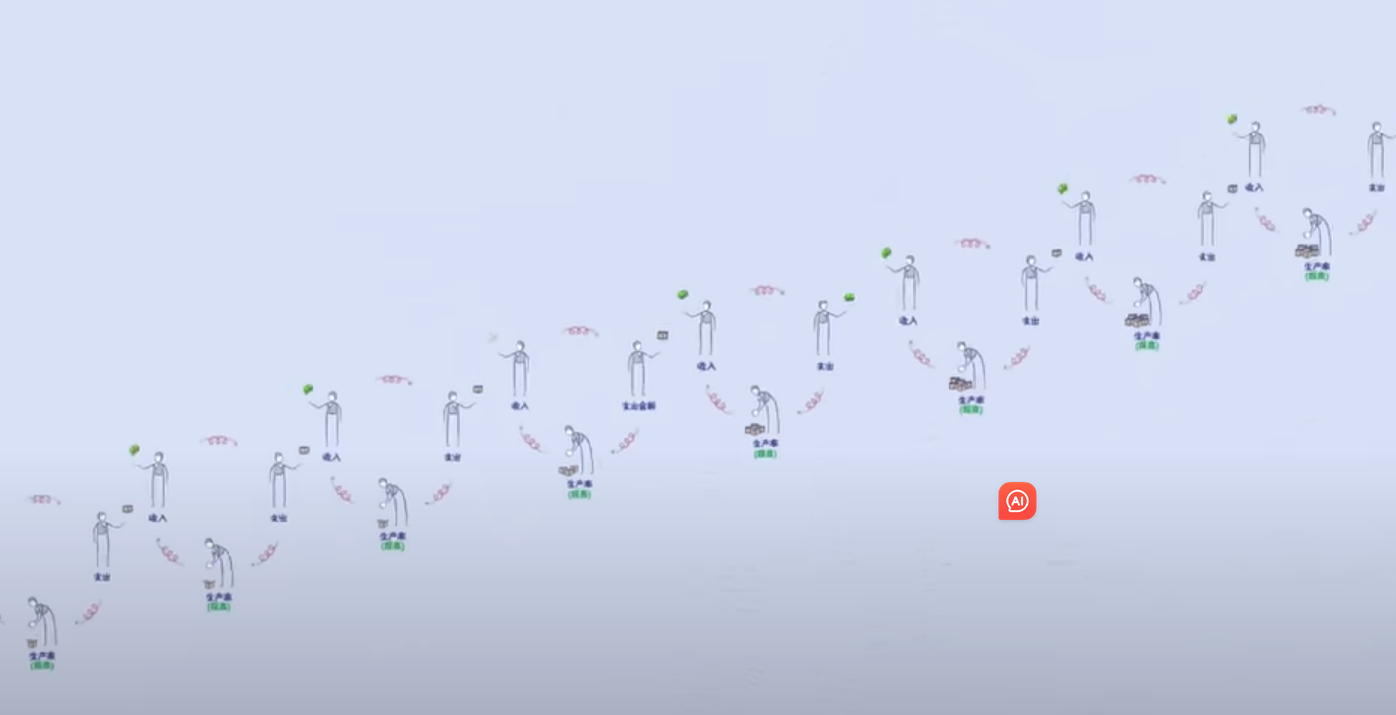 支出
生产率
(提高)
收入
支出
生产率
(提高)
收入
支出
生产率
(提高)
收入
支出金额
生产率
(提高)
收入
支出
生产率
(提高)
收入
支出
生产率
(提高)
收入
支出
生产率
(提高)
收入
支出
生产率
(提高)
AI